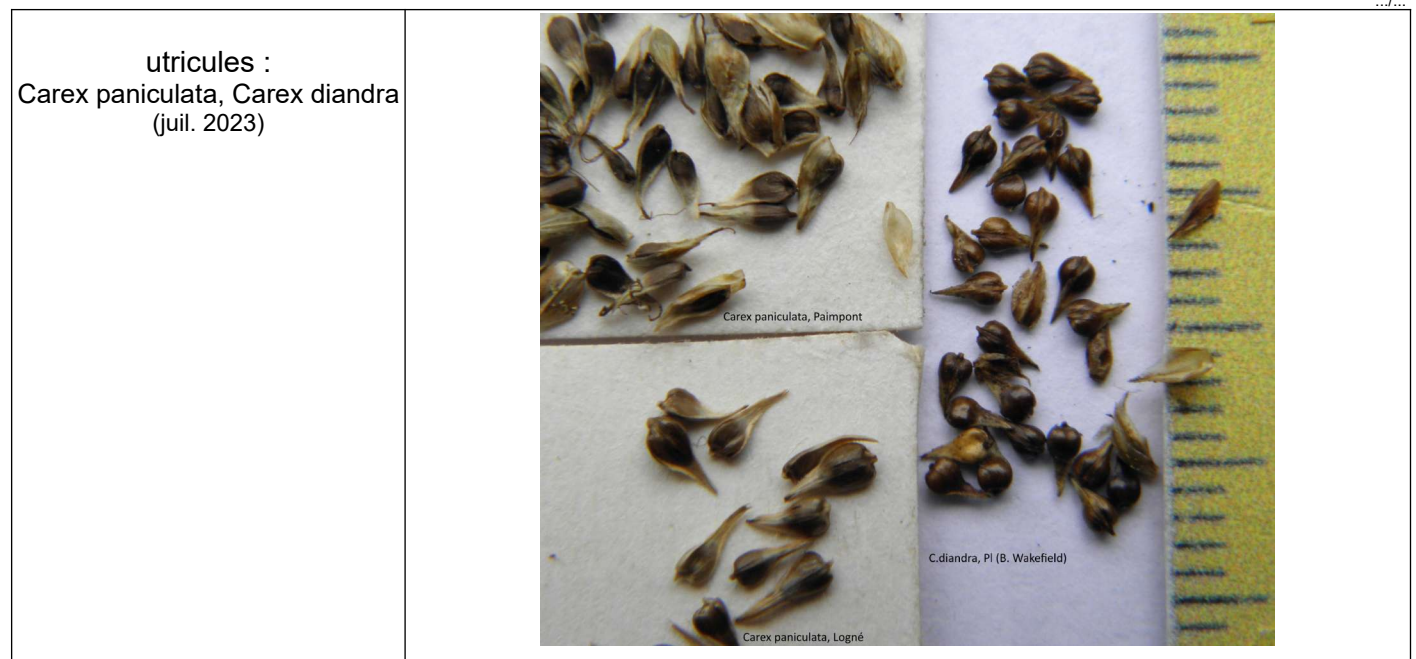 .../...
utricules :
Carex paniculata, Carex diandra
(juil. 2023)
Carex paniculata, Paimpont
C.diandra, Pl (B. Wakefield)
Carex paniculata, Logné